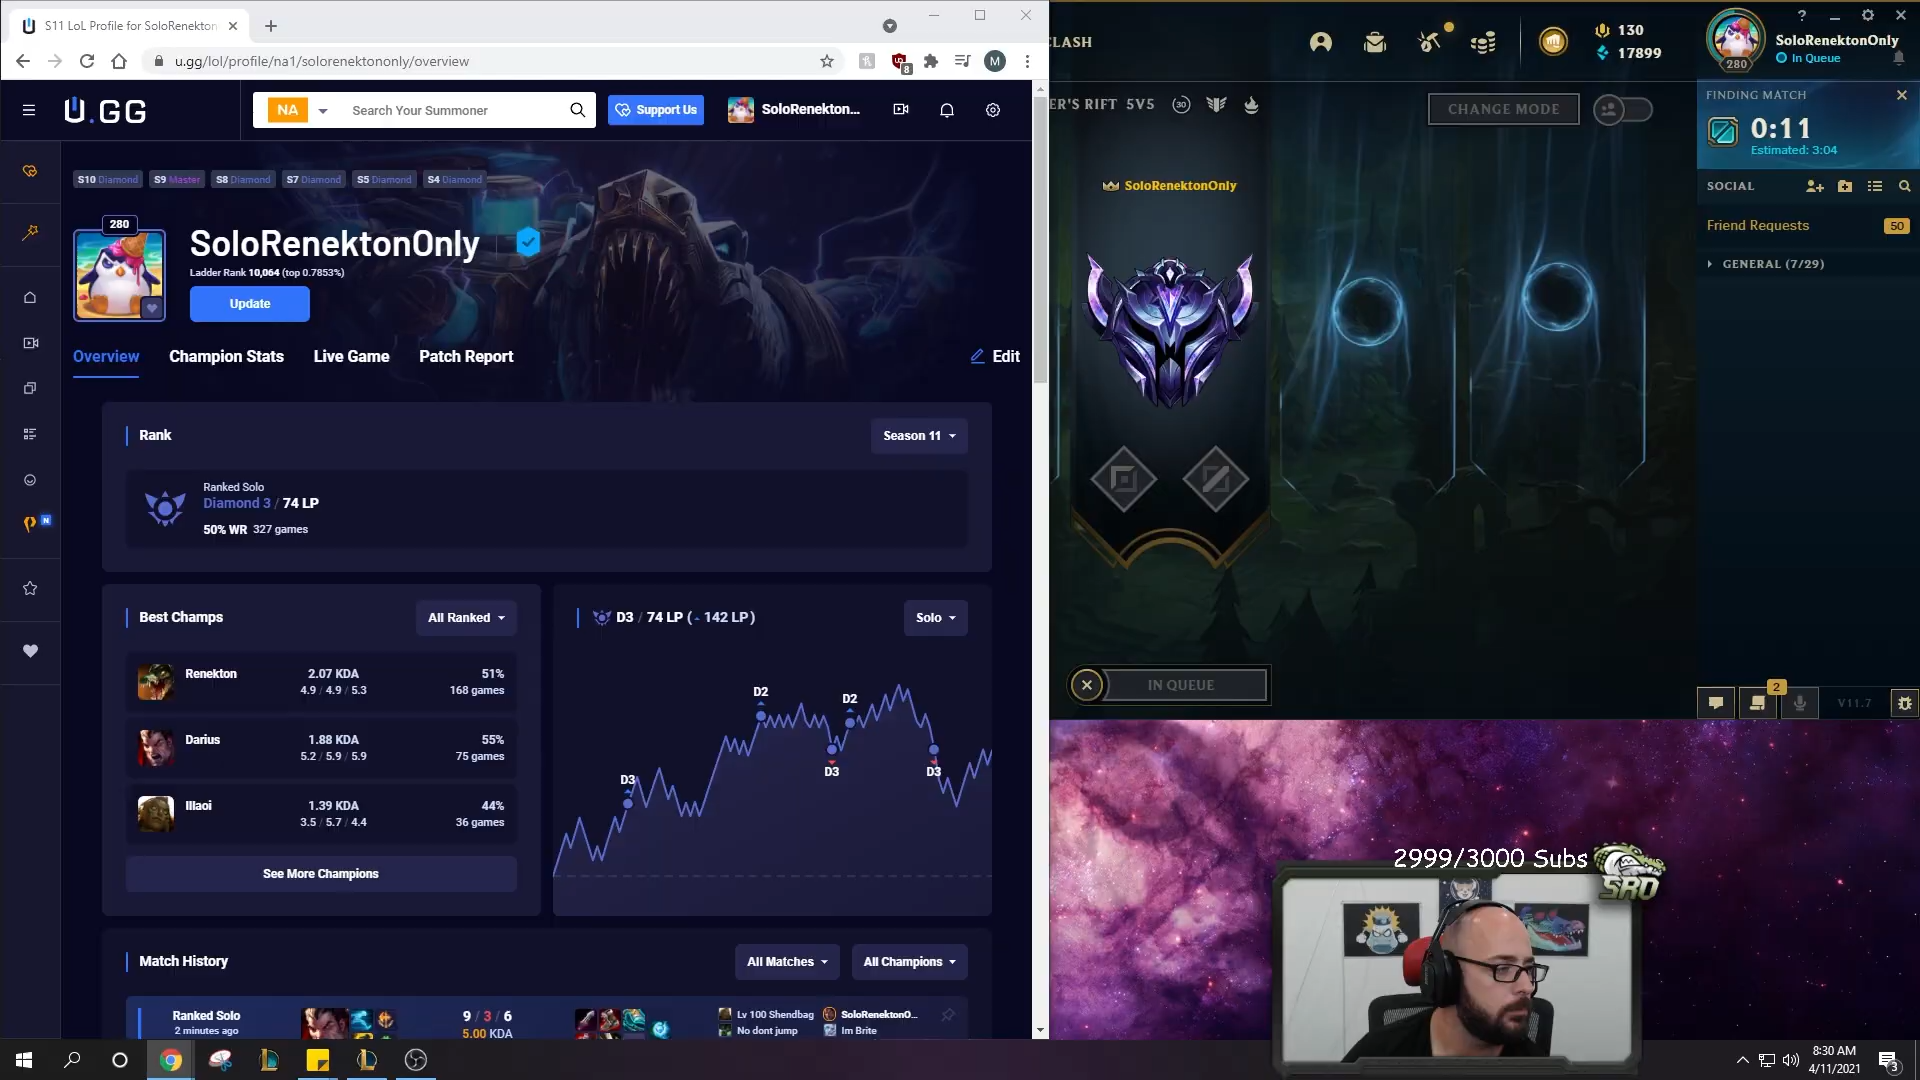 S11 LoL Profile for SoloRenekton
u.gg/lol/profile/na1/solorenektononly/overview
8
M
U.GG
NA
Search Your Summoner
Support Us
SoloRenekton...
S10 Diamond
S9 Master
S8 Diamond
S7 Diamond
S5 Diamond
S4 Diamond
280
SoloRenektonOnly
Ladder Rank 10,064 (top 0.7853%)
Update
Overview
Champion Stats
Live Game
Patch Report
Edit
N
Rank
Season 11
Ranked Solo
Diamond 3 / 74 LP
50% WR 327 games
Best Champs
All Ranked
Renekton
2.07 KDA
51%
4.9 / 4.9 / 5.3
168 games
Darius
1.88 KDA
55%
5.2 / 5.9 / 5.9
75 games
Illaoi
1.39 KDA
44%
3.5 / 5.7 / 4.4
36 games
See More Champions
D3 / 74 LP ( 142 LP )
Solo
D2
D2
D3
D3
D3
Match History
All Matches
All Champions
Ranked Solo
2 minutes ago
9 / 3 / 6
5.00 KDA
Lv 100 Shendbag
No dont jump
SoloRenektonO...
Im Brite
CLASH
130
17899
?
280
SoloRenektonOnly
In Queue
ER'S RIFT 5V5
30
CHANGE MODE
FINDING MATCH
0:11
Estimated: 3:04
SOCIAL
Friend Requests
50
GENERAL (7/29)
SoloRenektonOnly
IN QUEUE
2
V11.7
2999/3000 Subs
SRO
8:30 AM
4/11/2021
3